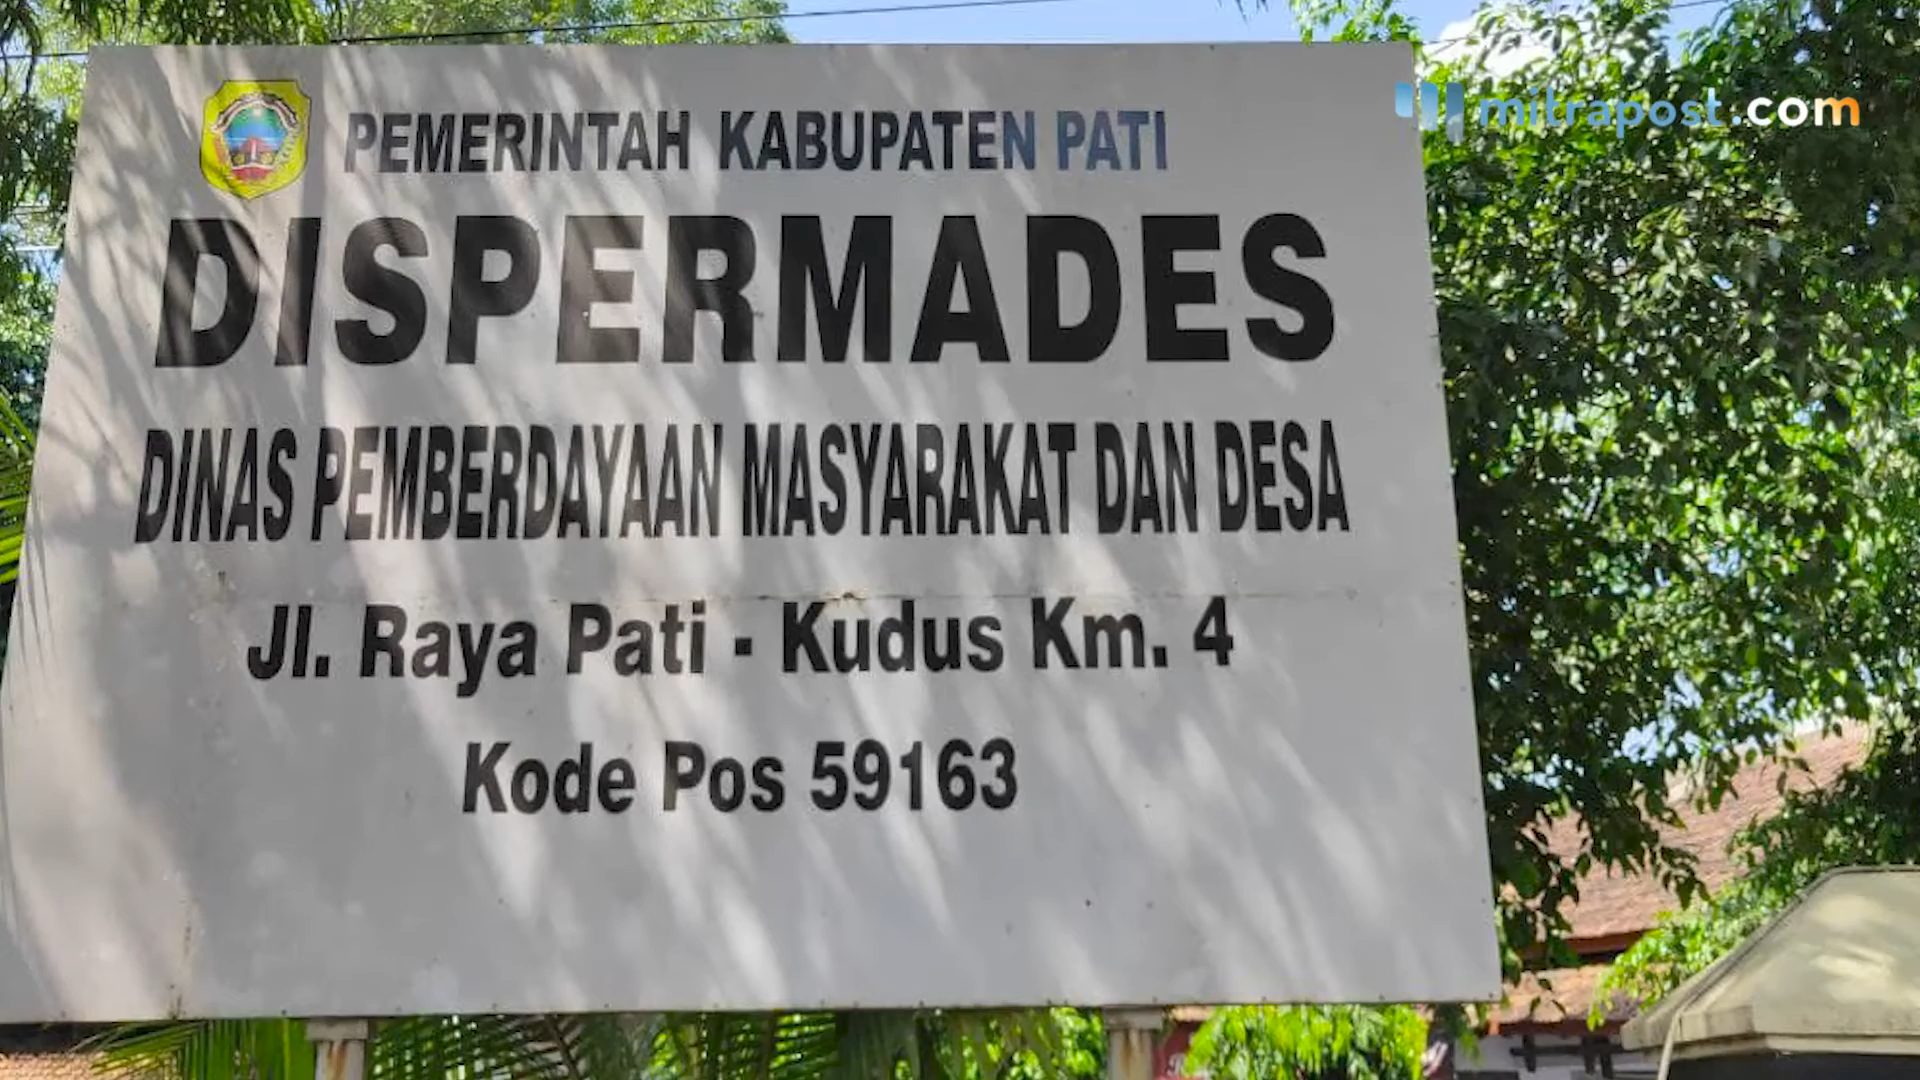 mitrapost.com
PEMERINTAH KABUPATEN PATI
DISPERMADES
DINAS PEMBERDAYAAN MASYARAKAT DAN DESA
Jl. Raya Pati - Kudus Km. 4
Kode Pos 59163